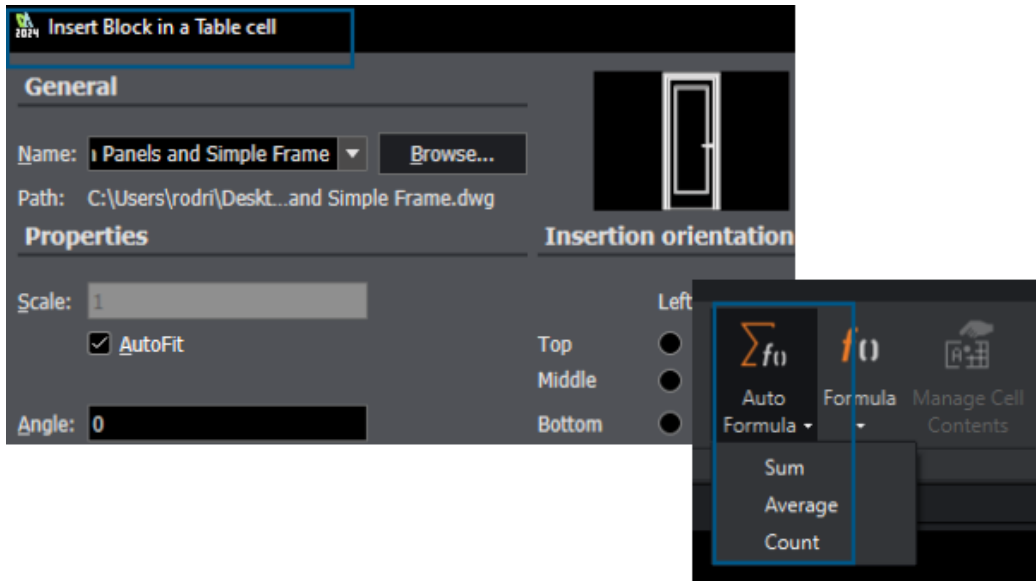 2024 Insert Block in a Table cell
General
Name: ı Panels and Simple Frame Browse...
Path: C:\Users\rodri\Deskt...and Simple Frame.dwg
Properties Insertion orientation
Scale: 1
Left
AutoFit
Top
Middle
Angle: 0
Bottom
Σf() f()
Auto Formula Manage Cell
Formula Contents
Sum
Average
Count